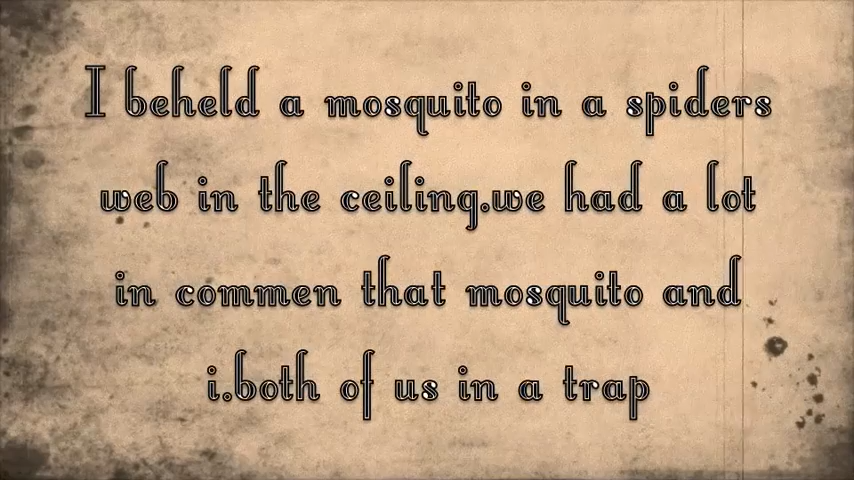 I beheld a mosquito in a spiders
web in the ceiling.we had a lot
in commen that mosquito and
i.both of us in a trap